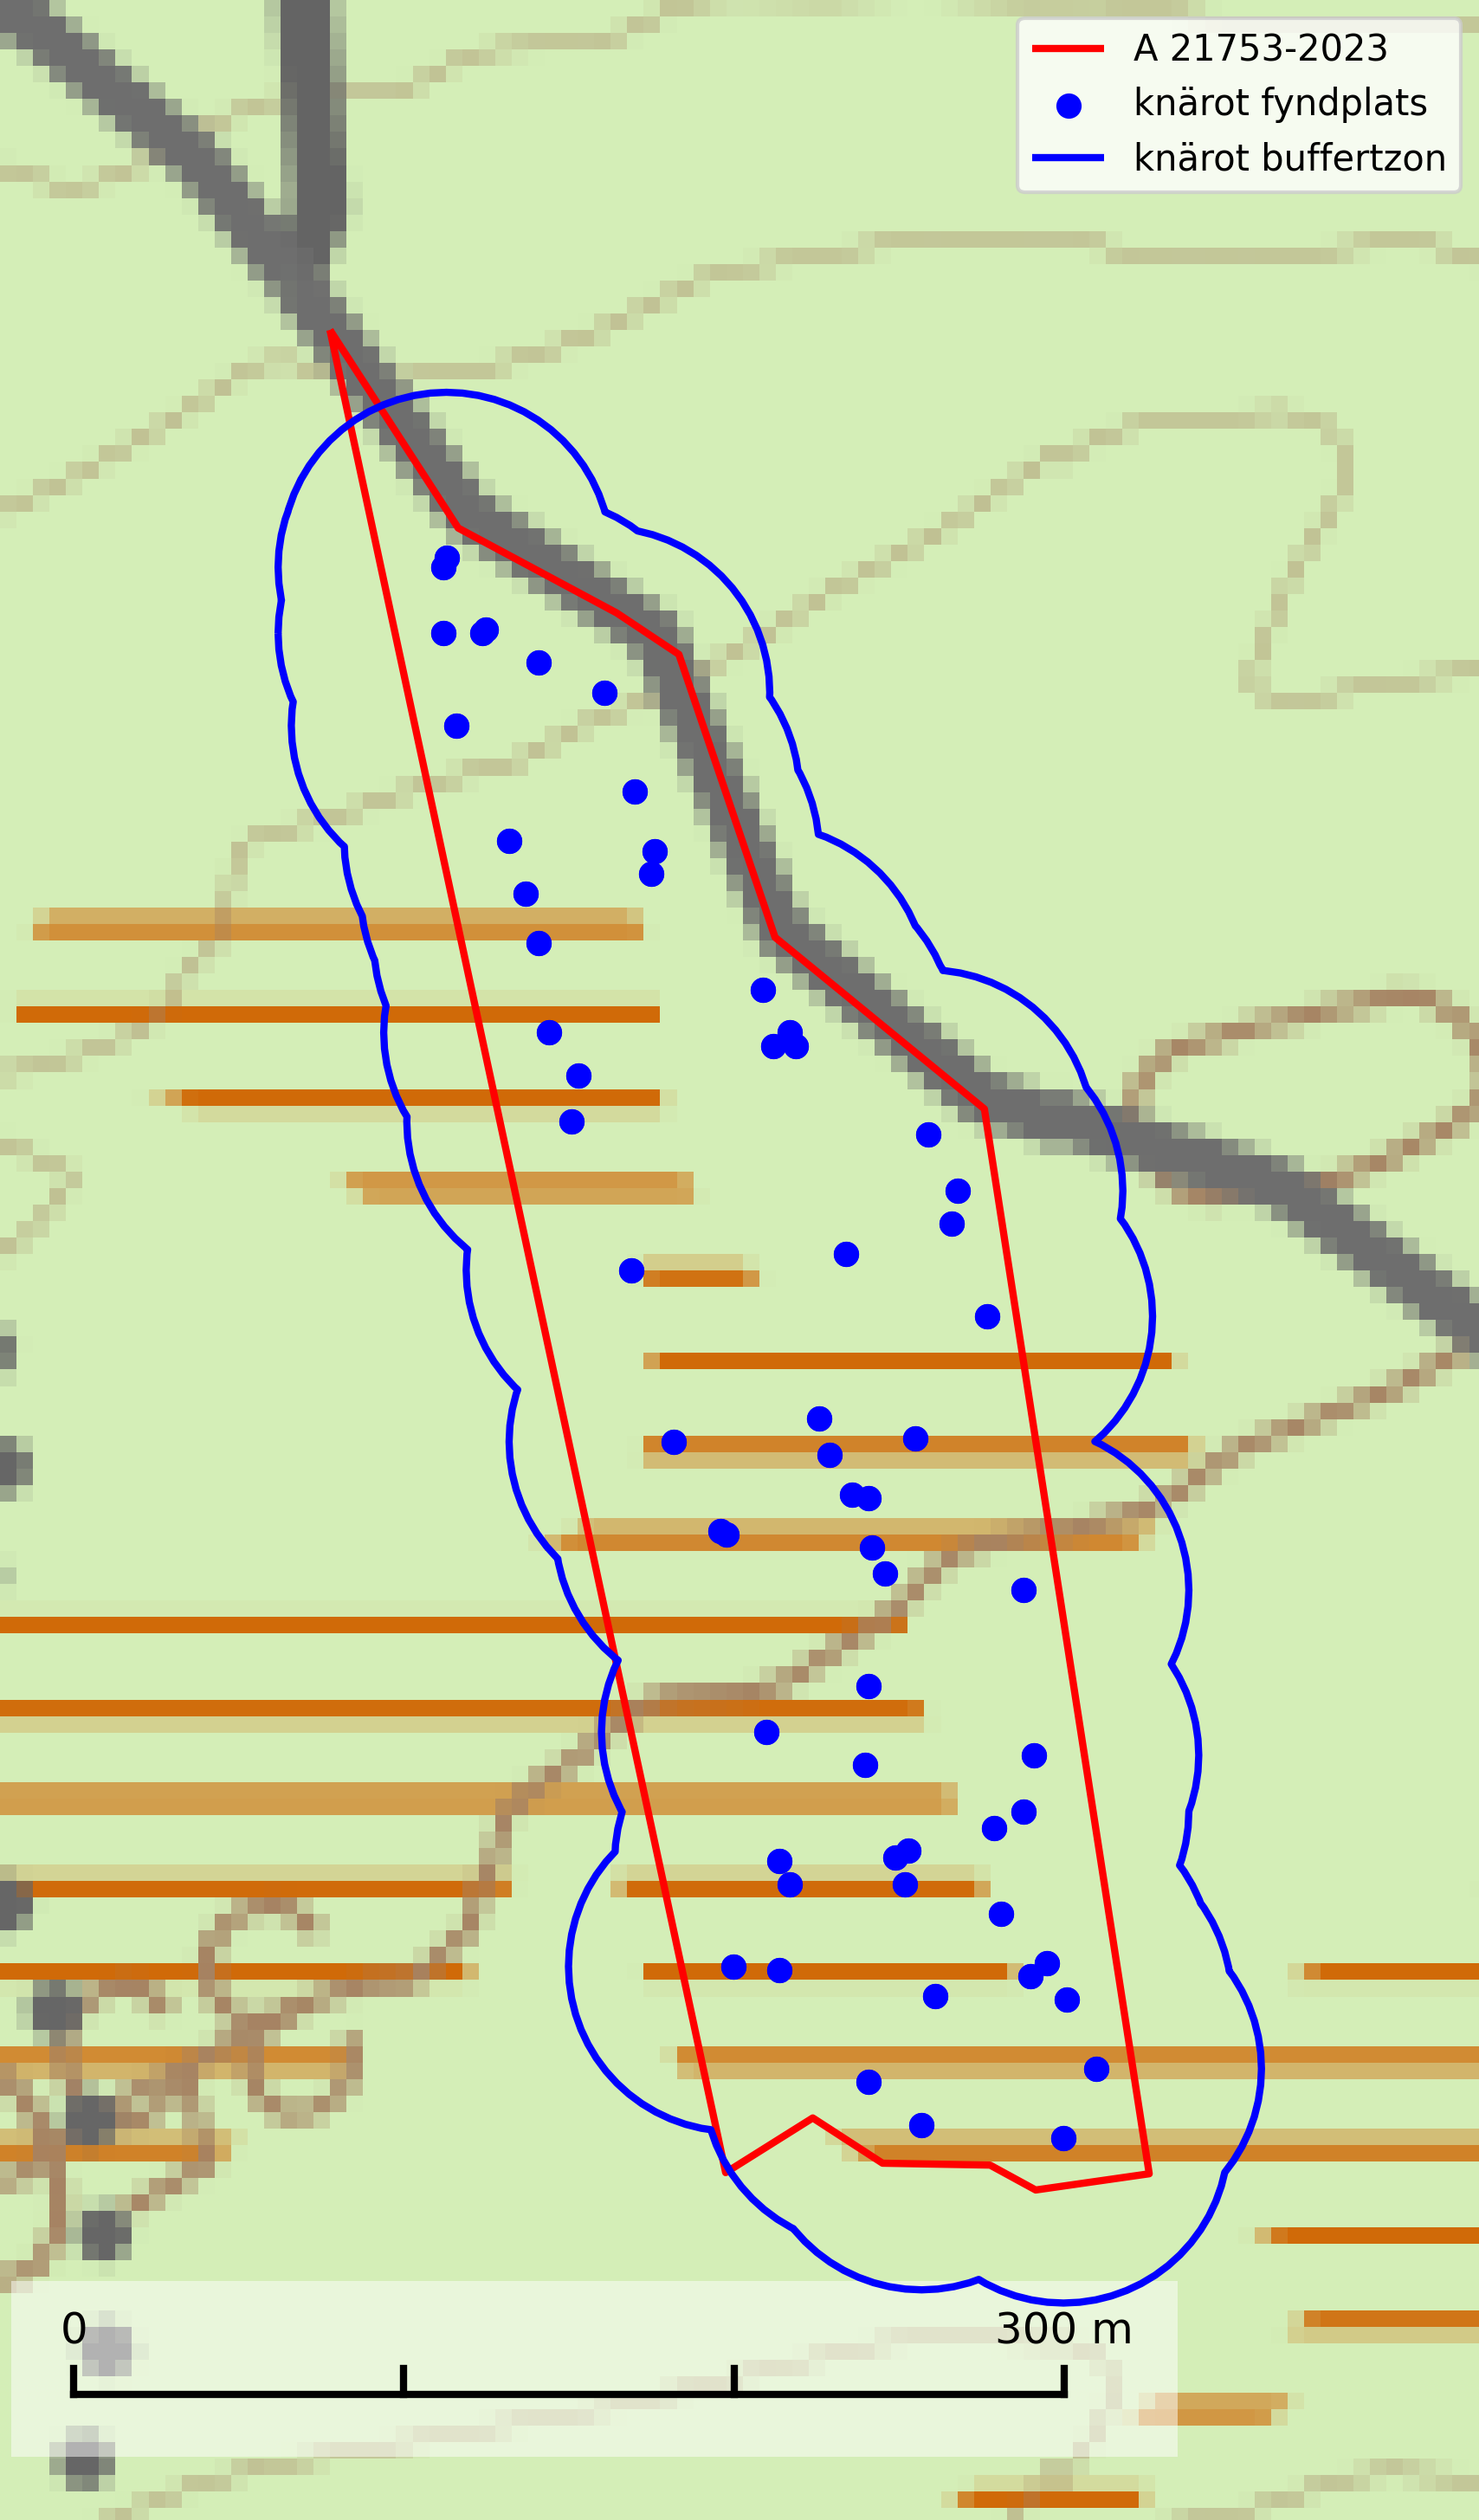 A 21753-2023
knärot fyndplats
knärot buffertzon
0 300 m